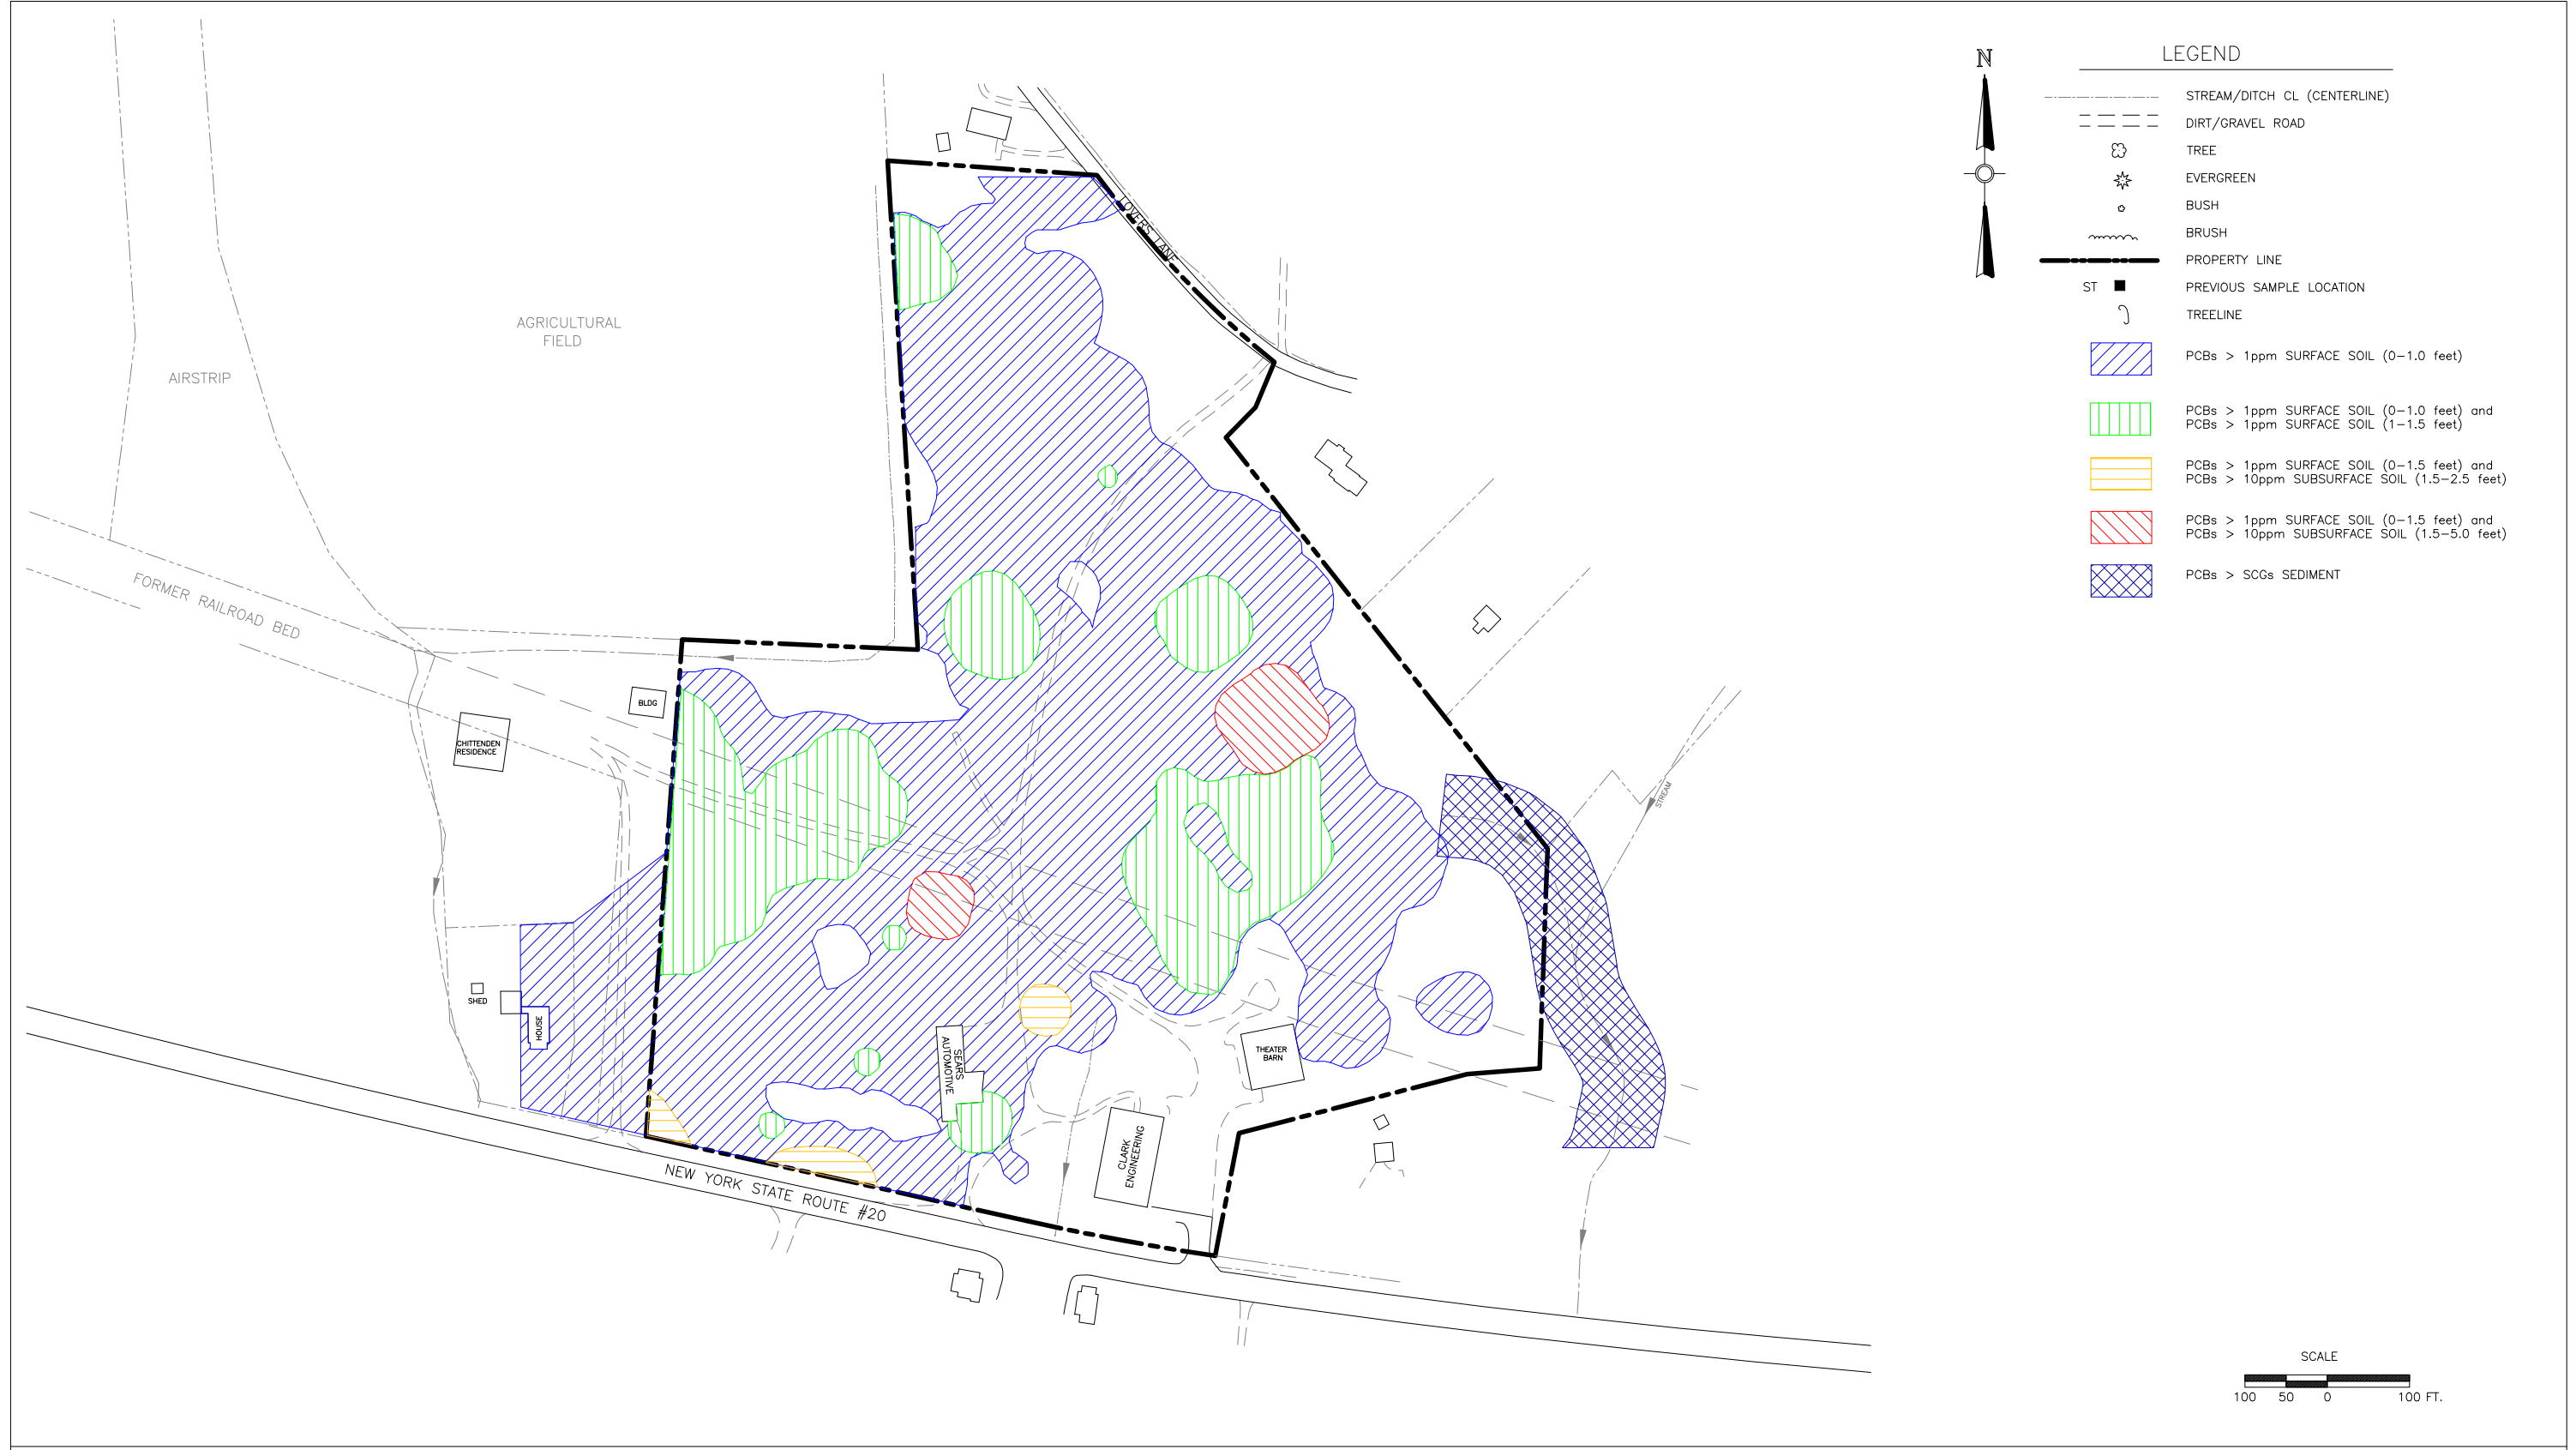 N
LEGEND
STREAM/DITCH CL (CENTERLINE)
DIRT/GRAVEL ROAD
TREE
EVERGREEN
BUSH
BRUSH
PROPERTY LINE
ST
PREVIOUS SAMPLE LOCATION
TREELINE
PCBs > 1ppm SURFACE SOIL (0-1.0 feet)
PCBs > 1ppm SURFACE SOIL (0-1.0 feet) and
PCBs > 1ppm SURFACE SOIL (1-1.5 feet)
PCBs > 1ppm SURFACE SOIL (0-1.5 feet) and
PCBs > 10ppm SUBSURFACE SOIL (1.5-2.5 feet)
PCBs > 1ppm SURFACE SOIL (0-1.5 feet) and
PCBs > 10ppm SUBSURFACE SOIL (1.5-5.0 feet)
PCBs > SCGs SEDIMENT
LOVERS LANE
AGRICULTURAL
FIELD
AIRSTRIP
FORMER RAILROAD BED
BLDG
CHITTENDEN
RESIDENCE
STREAM
SHED
HOUSE
SEARS
AUTOMOTIVE
THEATER
BARN
CLARK
ENGINEERING
NEW YORK STATE ROUTE #20
SCALE
100 50 0 100 FT.